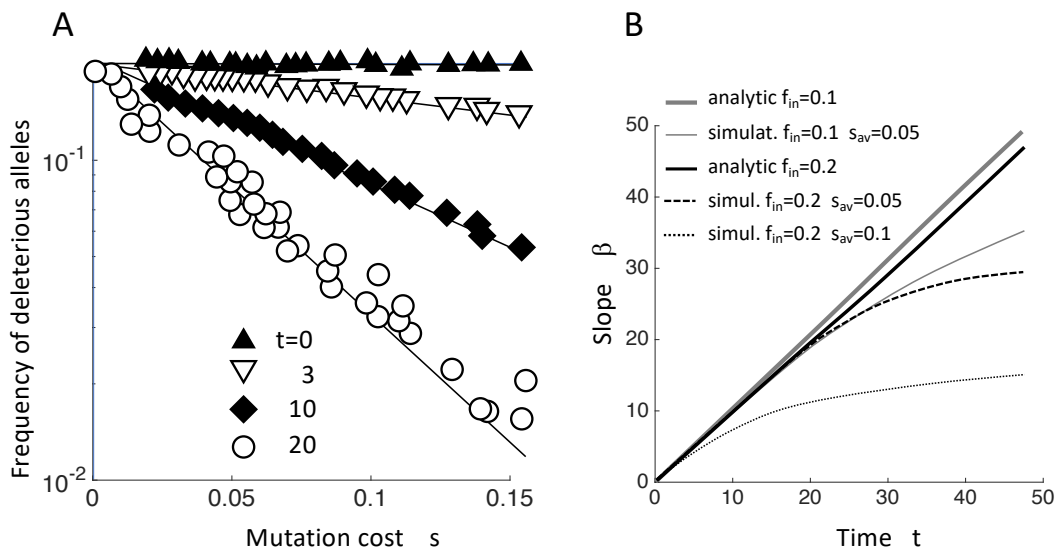 A
Frequency of deleterious alleles
10^-1
10^-2
t=0
3
10
20
0
0.05
0.1
0.15
Mutation cost s
B
analytic f_in=0.1
simulat. f_in=0.1 s_av=0.05
analytic f_in=0.2
simul. f_in=0.2 s_av=0.05
simul. f_in=0.2 s_av=0.1
Slope β
50
40
30
20
10
0
0
10
20
30
40
50
Time t